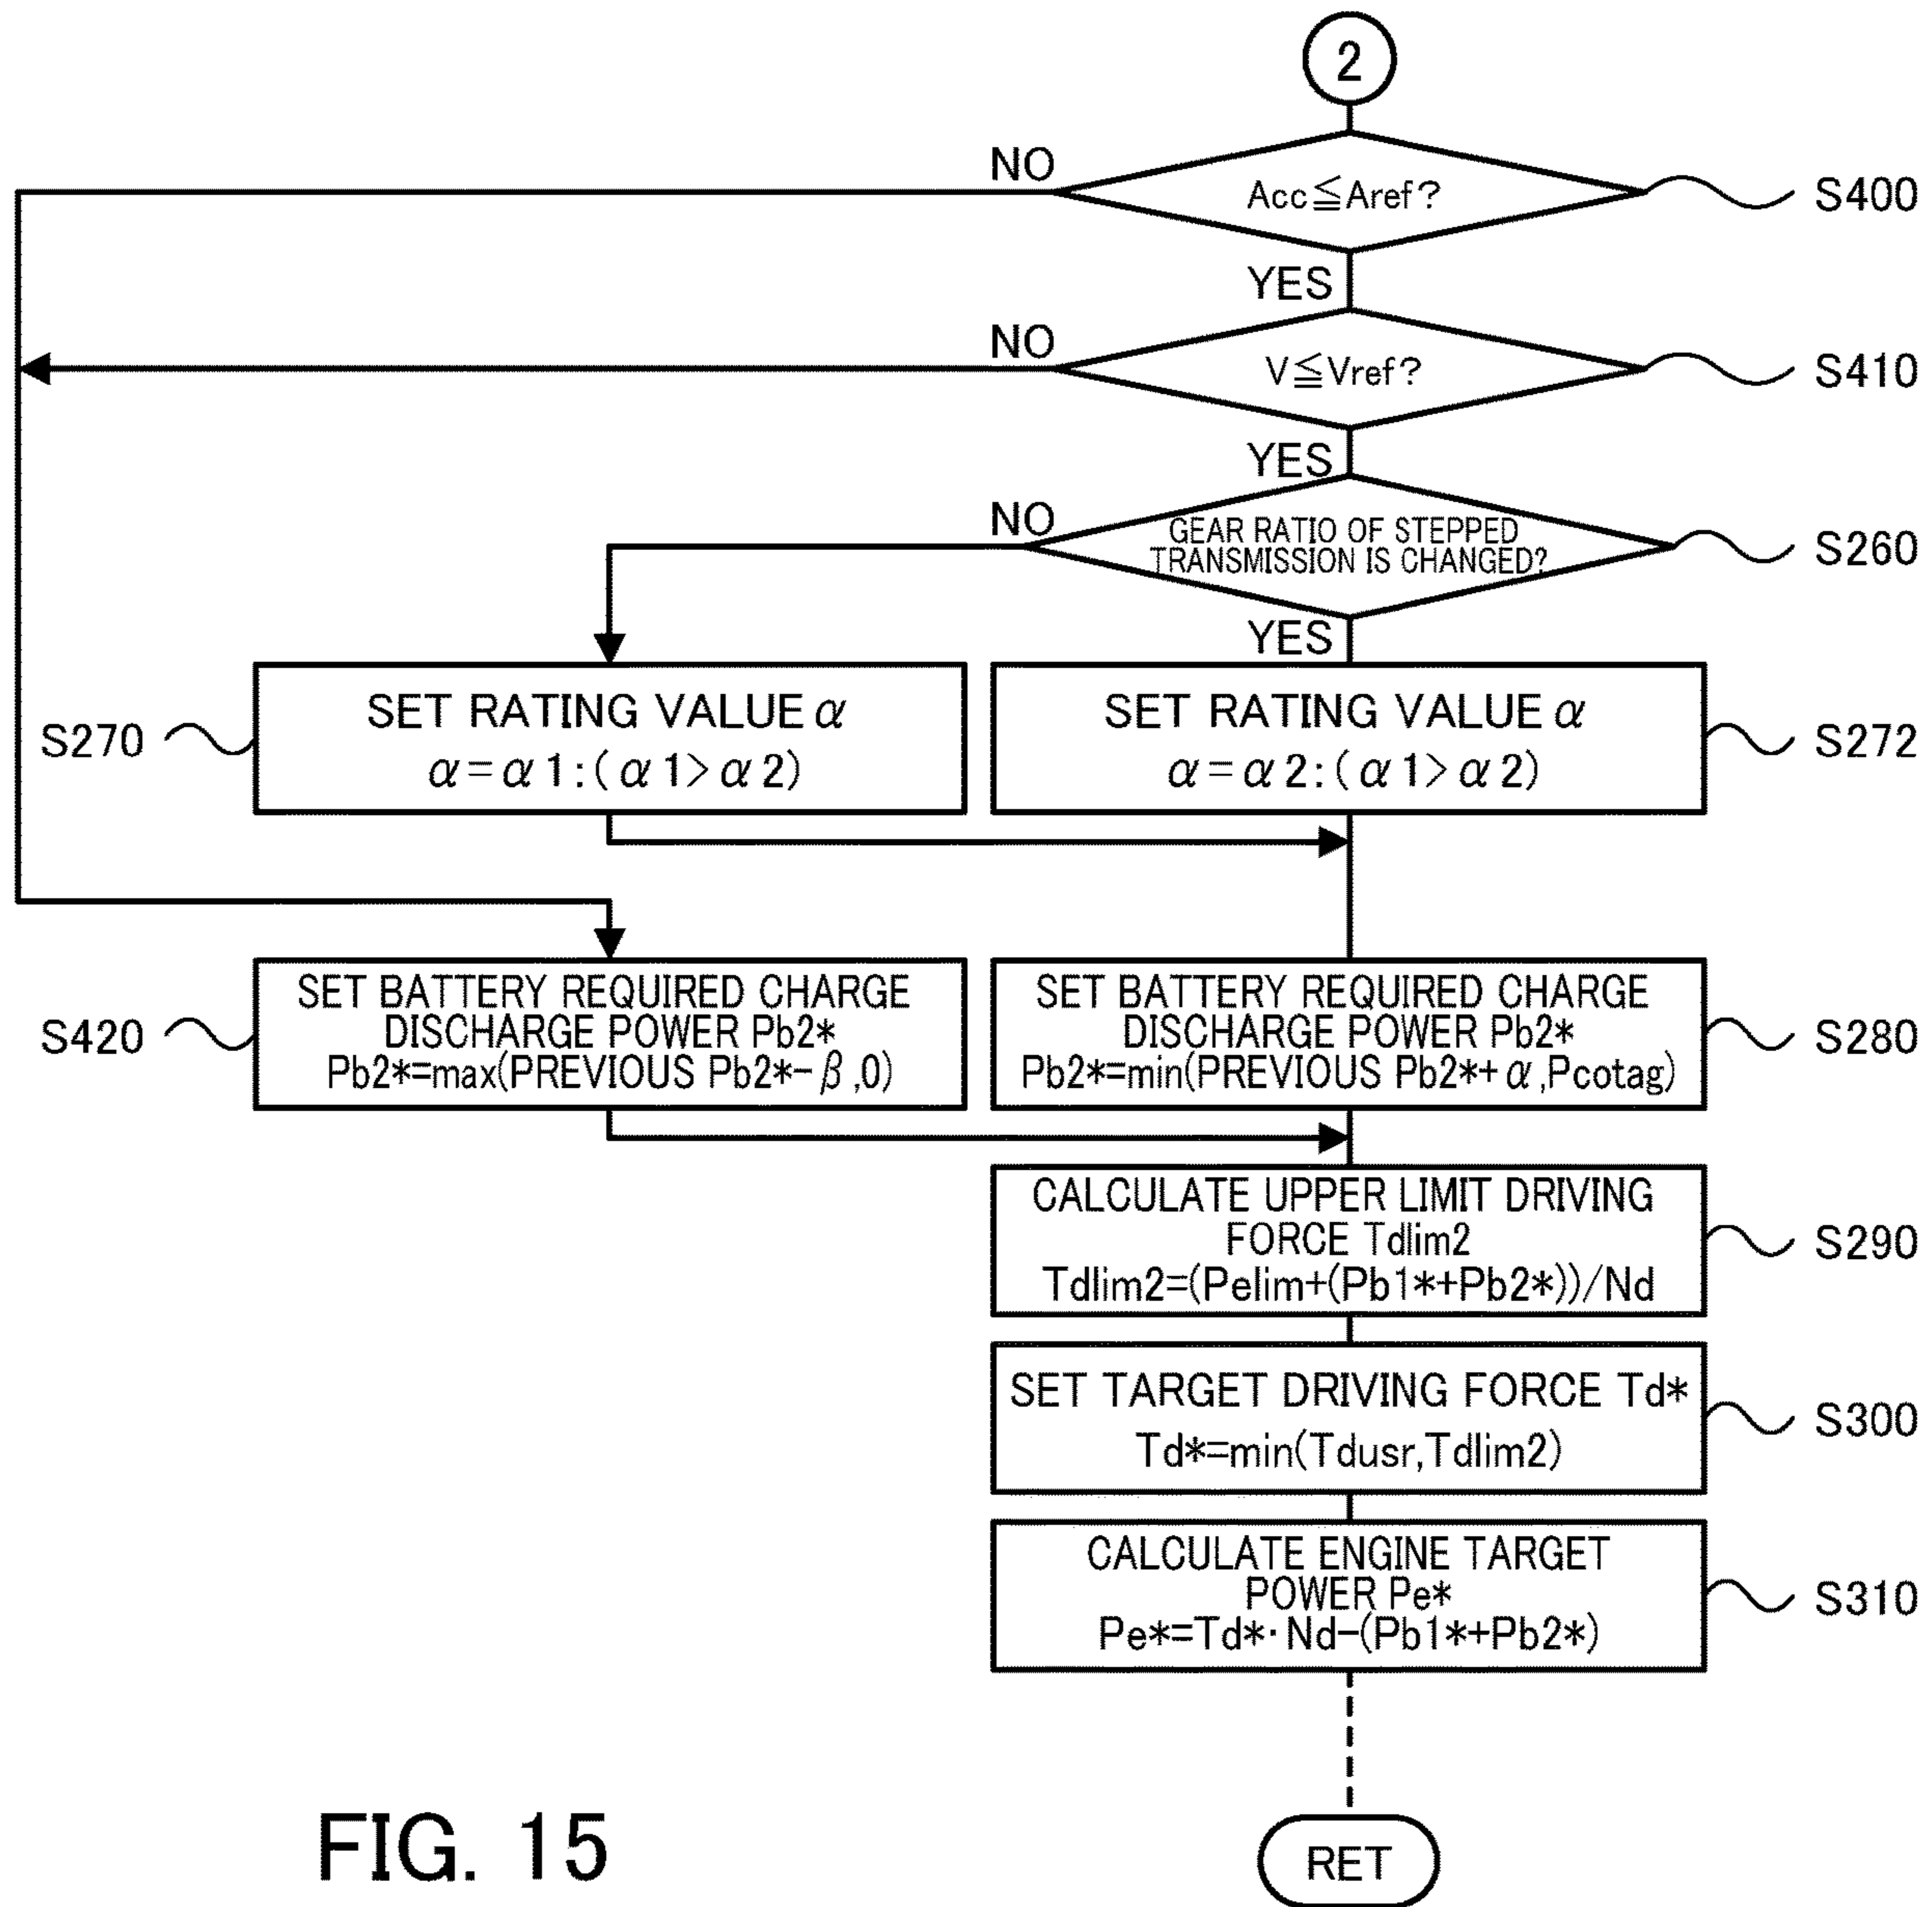 2
NO
Acc≦Aref?
S400
YES
NO
V≦Vref?
S410
YES
NO
GEAR RATIO OF STEPPED
TRANSMISSION IS CHANGED?
S260
YES
S270
SET RATING VALUE α
α=α1:(α1>α2)
SET RATING VALUE α
α=α2:(α1>α2)
S272
S420
SET BATTERY REQUIRED CHARGE
DISCHARGE POWER Pb2*
Pb2*=max(PREVIOUS Pb2*-β,0)
SET BATTERY REQUIRED CHARGE
DISCHARGE POWER Pb2*
Pb2*=min(PREVIOUS Pb2*+α,Pcotag)
S280
CALCULATE UPPER LIMIT DRIVING
FORCE Tdlim2
Tdlim2=(Pelim+(Pb1*+Pb2*))/Nd
S290
SET TARGET DRIVING FORCE Td*
Td*=min(Tdusr,Tdlim2)
S300
CALCULATE ENGINE TARGET
POWER Pe*
Pe*=Td*·Nd-(Pb1*+Pb2*)
S310
RET
FIG. 15